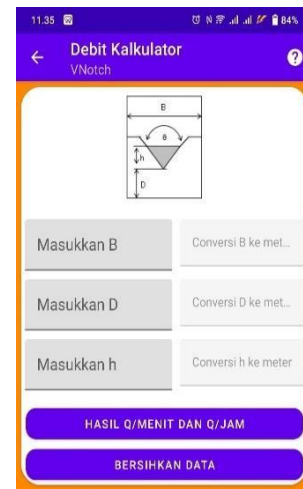 11.35 84%
Debit Kalkulator
VNotch
B
θ
h
D
Masukkan B Conversi B ke met...
Masukkan D Conversi D ke met...
Masukkan h Conversi h ke meter
HASIL Q/MENIT DAN Q/JAM
BERSIHKAN DATA